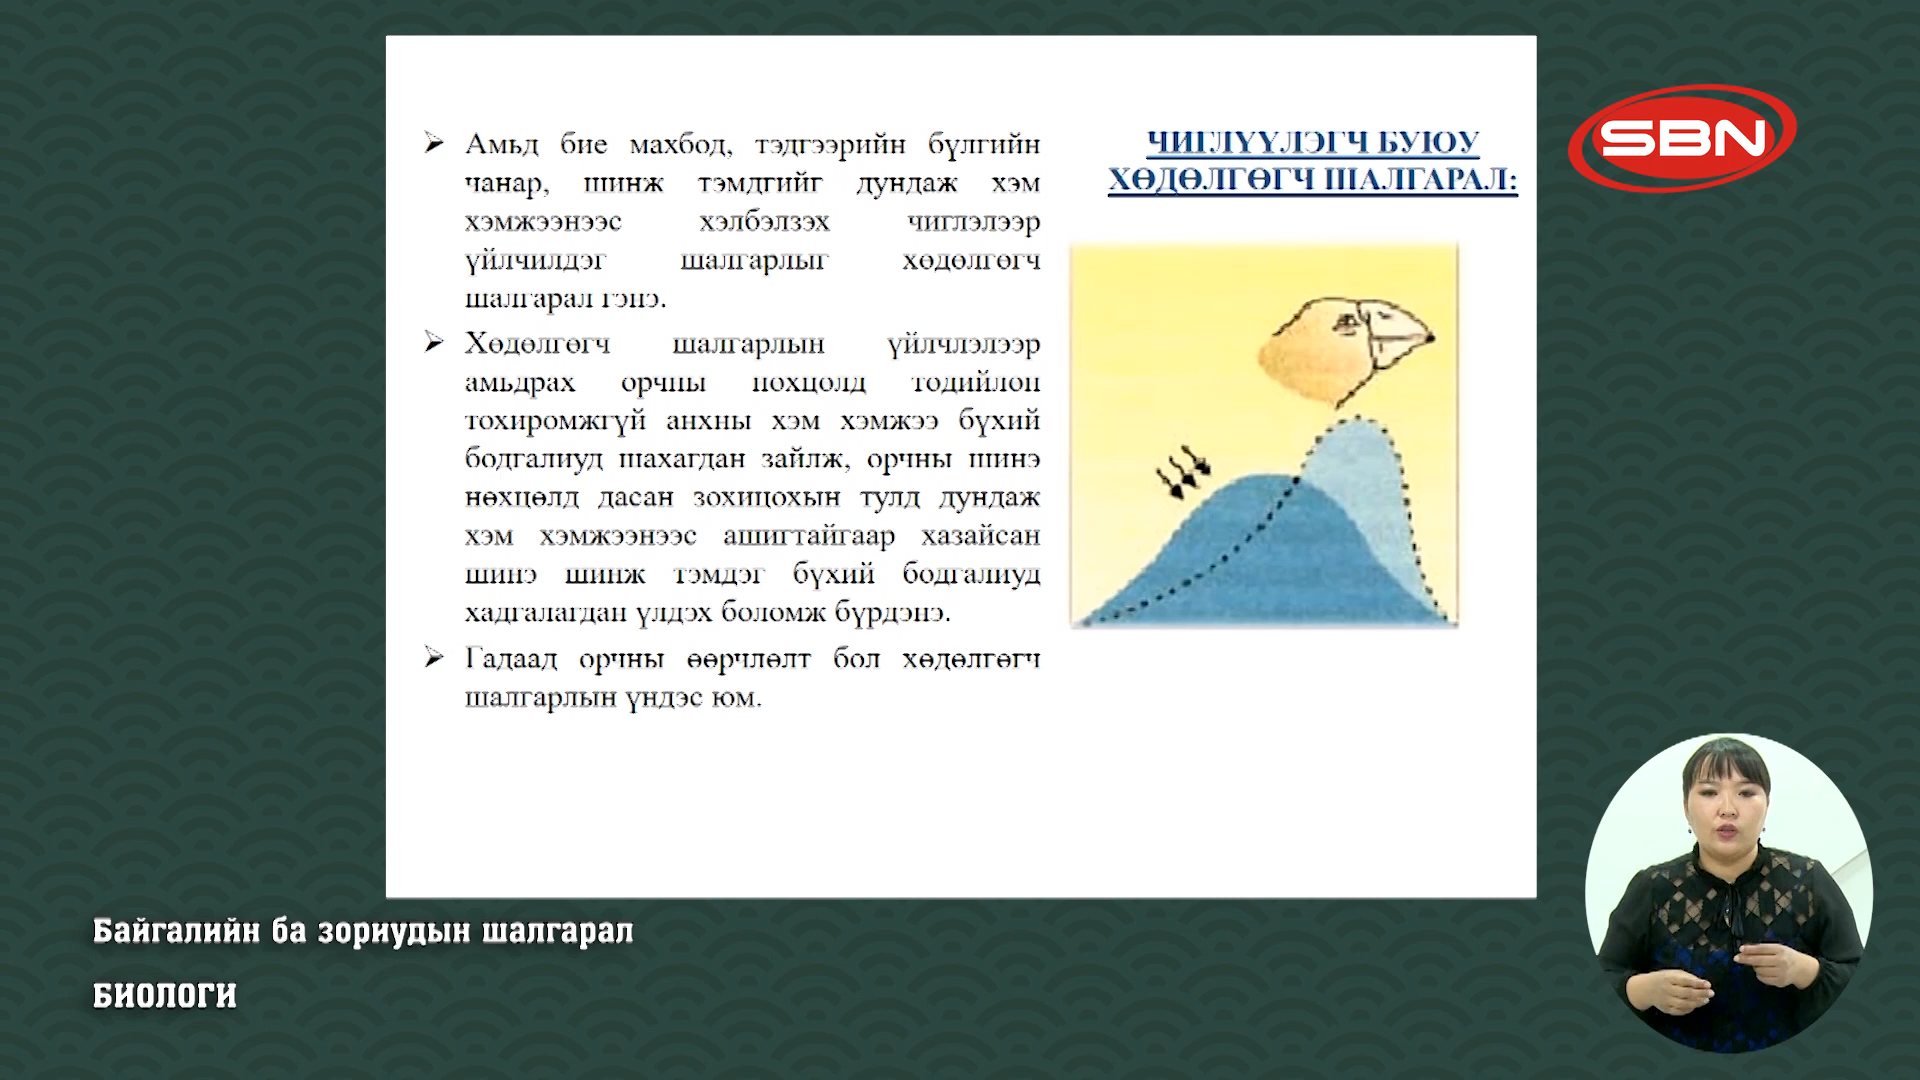 Амьд бие махбод, тэдгээрийн бүлгийн
чанар, шинж тэмдгийг дундаж хэм
хэмжээнээс хэлбэлзэх чиглэлээр
үйлчилдэг шалгарлыг хөдөлгөгч
шалгарал гэнэ.
Хөдөлгөгч шалгарлын үйлчлэлээр
амьдрах орчны нөхцөлд төдийлөн
тохиромжгүй анхны хэм хэмжээ бүхий
бодгалиуд шахагдан зайлж, орчны шинэ
нөхцөлд дасан зохицохын тулд дундаж
хэм хэмжээнээс ашигтайгаар хазайсан
шинэ шинж тэмдэг бүхий бодгалиуд
хадгалагдан үлдэх боломж бүрдэнэ.
Гадаад орчны өөрчлөлт бол хөдөлгөгч
шалгарлын үндэс юм.
ЧИГЛҮҮЛЭГЧ БУЮУ
ХӨДӨЛГӨГЧ ШАЛГАРАЛ:
SBN
Байгалийн ба зориудын шалгарал
БИОЛОГИ